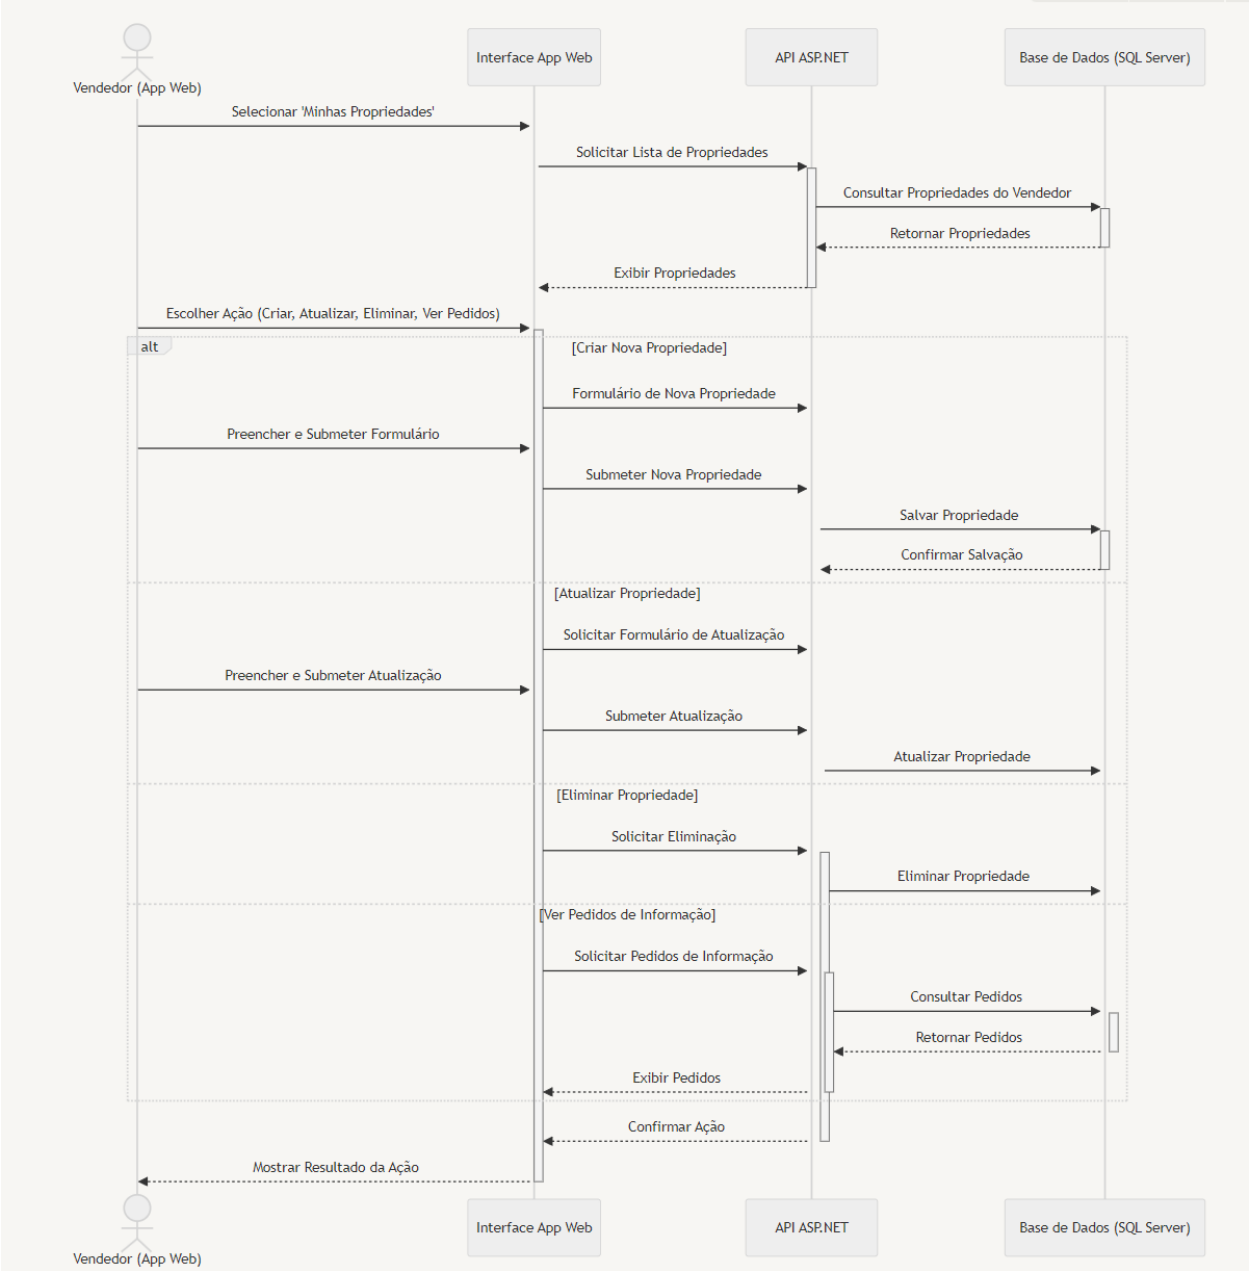 Vendedor (App Web)
Interface App Web
API ASP.NET
Base de Dados (SQL Server)
Selecionar 'Minhas Propriedades'
Solicitar Lista de Propriedades
Consultar Propriedades do Vendedor
Retornar Propriedades
Exibir Propriedades
Escolher Ação (Criar, Atualizar, Eliminar, Ver Pedidos)
alt
[Criar Nova Propriedade]
Formulário de Nova Propriedade
Preencher e Submeter Formulário
Submeter Nova Propriedade
Salvar Propriedade
Confirmar Salvação
[Atualizar Propriedade]
Solicitar Formulário de Atualização
Preencher e Submeter Atualização
Submeter Atualização
Atualizar Propriedade
[Eliminar Propriedade]
Solicitar Eliminação
Eliminar Propriedade
[Ver Pedidos de Informação]
Solicitar Pedidos de Informação
Consultar Pedidos
Retornar Pedidos
Exibir Pedidos
Confirmar Ação
Mostrar Resultado da Ação
Vendedor (App Web)
Interface App Web
API ASP.NET
Base de Dados (SQL Server)